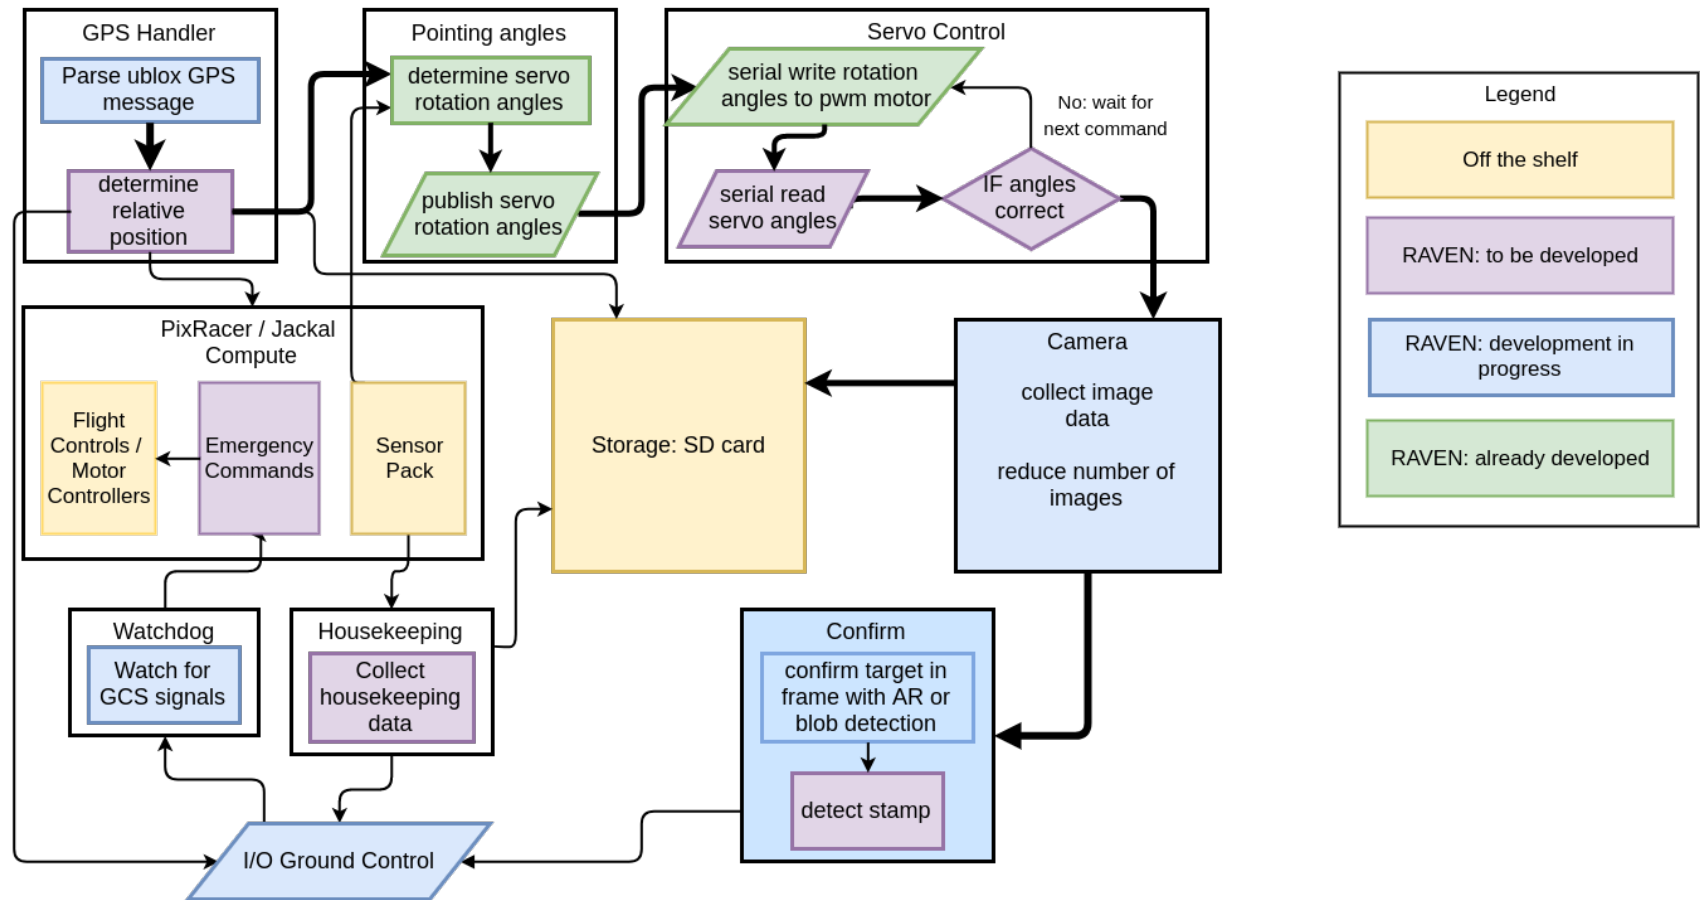 GPS Handler
Parse ublox GPS
message
determine
relative
position
Pointing angles
determine servo
rotation angles
publish servo
rotation angles
Servo Control
serial write rotation
angles to pwm motor
No: wait for
next command
serial read
servo angles
IF angles
correct
Legend
Off the shelf
RAVEN: to be developed
RAVEN: development in
progress
RAVEN: already developed
PixRacer / Jackal
Compute
Flight
Controls /
Motor
Controllers
Emergency
Commands
Sensor
Pack
Storage: SD card
Camera
collect image
data
reduce number of
images
Watchdog
Watch for
GCS signals
Housekeeping
Collect
housekeeping
data
Confirm
confirm target in
frame with AR or
blob detection
detect stamp
I/O Ground Control